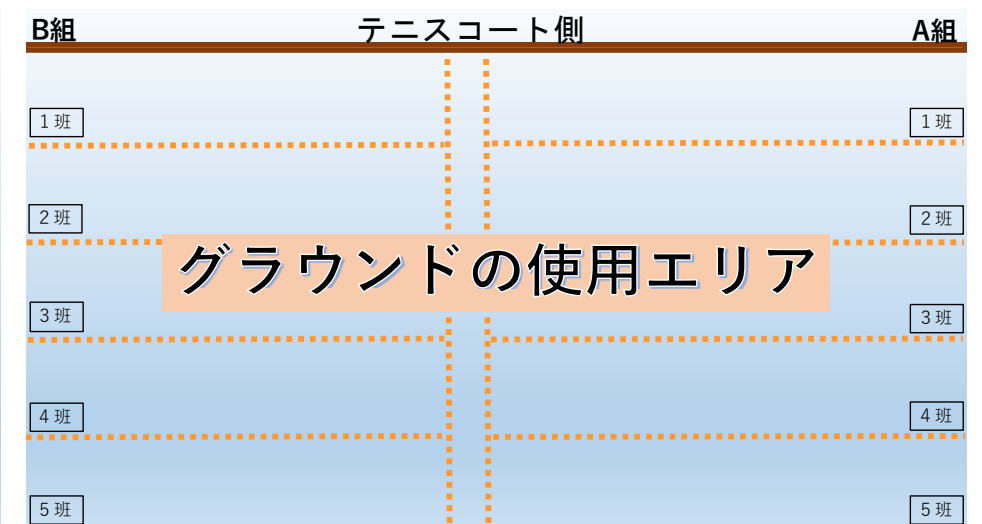 B組 テニスコート側 A組
1班 1班
2班 2班
グラウンドの使用エリア
3班 3班
4班 4班
5班 5班